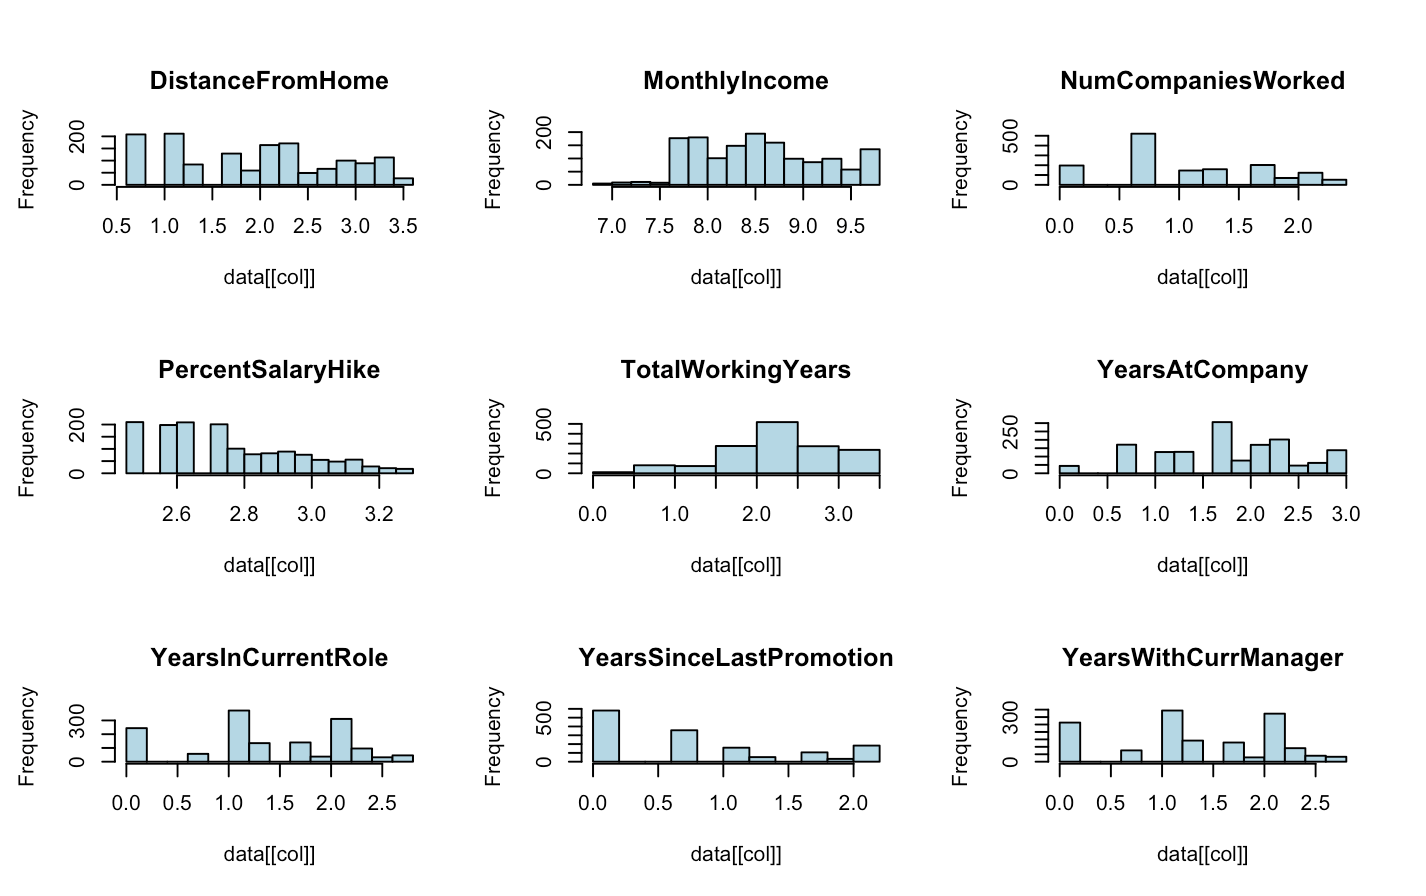 DistanceFromHome
Frequency
0 200
0.5 1.0 1.5 2.0 2.5 3.0 3.5
data[[col]]
MonthlyIncome
Frequency
0 200
7.0 7.5 8.0 8.5 9.0 9.5
data[[col]]
NumCompaniesWorked
Frequency
0 500
0.0 0.5 1.0 1.5 2.0
data[[col]]
PercentSalaryHike
Frequency
0 200
2.6 2.8 3.0 3.2
data[[col]]
TotalWorkingYears
Frequency
0 500
0.0 1.0 2.0 3.0
data[[col]]
YearsAtCompany
Frequency
0 250
0.0 0.5 1.0 1.5 2.0 2.5 3.0
data[[col]]
YearsInCurrentRole
Frequency
0 300
0.0 0.5 1.0 1.5 2.0 2.5
data[[col]]
YearsSinceLastPromotion
Frequency
0 500
0.0 0.5 1.0 1.5 2.0
data[[col]]
YearsWithCurrManager
Frequency
0 300
0.0 0.5 1.0 1.5 2.0 2.5
data[[col]]